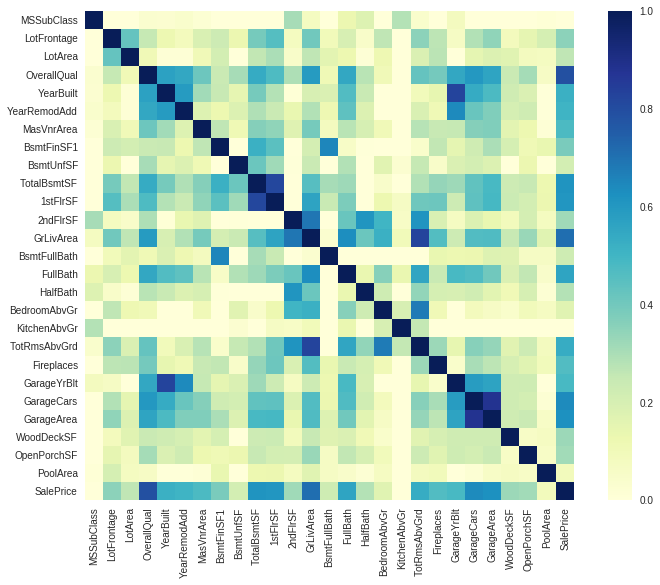 MSSubClass
LotFrontage
LotArea
OverallQual
YearBuilt
YearRemodAdd
MasVnrArea
BsmtFinSF1
BsmtUnfSF
TotalBsmtSF
1stFlrSF
2ndFlrSF
GrLivArea
BsmtFullBath
FullBath
HalfBath
BedroomAbvGr
KitchenAbvGr
TotRmsAbvGrd
Fireplaces
GarageYrBlt
GarageCars
GarageArea
WoodDeckSF
OpenPorchSF
PoolArea
SalePrice
MSSubClass
LotFrontage
LotArea
OverallQual
YearBuilt
YearRemodAdd
MasVnrArea
BsmtFinSF1
BsmtUnfSF
TotalBsmtSF
1stFlrSF
2ndFlrSF
GrLivArea
BsmtFullBath
FullBath
HalfBath
BedroomAbvGr
KitchenAbvGr
TotRmsAbvGrd
Fireplaces
GarageYrBlt
GarageCars
GarageArea
WoodDeckSF
OpenPorchSF
PoolArea
SalePrice
1.0
0.8
0.6
0.4
0.2
0.0